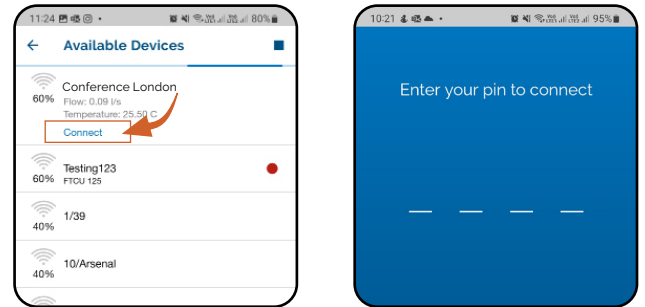 11:24 80%
Available Devices
Conference London
60%
Flow: 0.09 l/s
Temperature: 25.50 C
Connect
Testing123
60% FTCU 125
1/39
40%
10/Arsenal
40%
10:21 95%
Enter your pin to connect